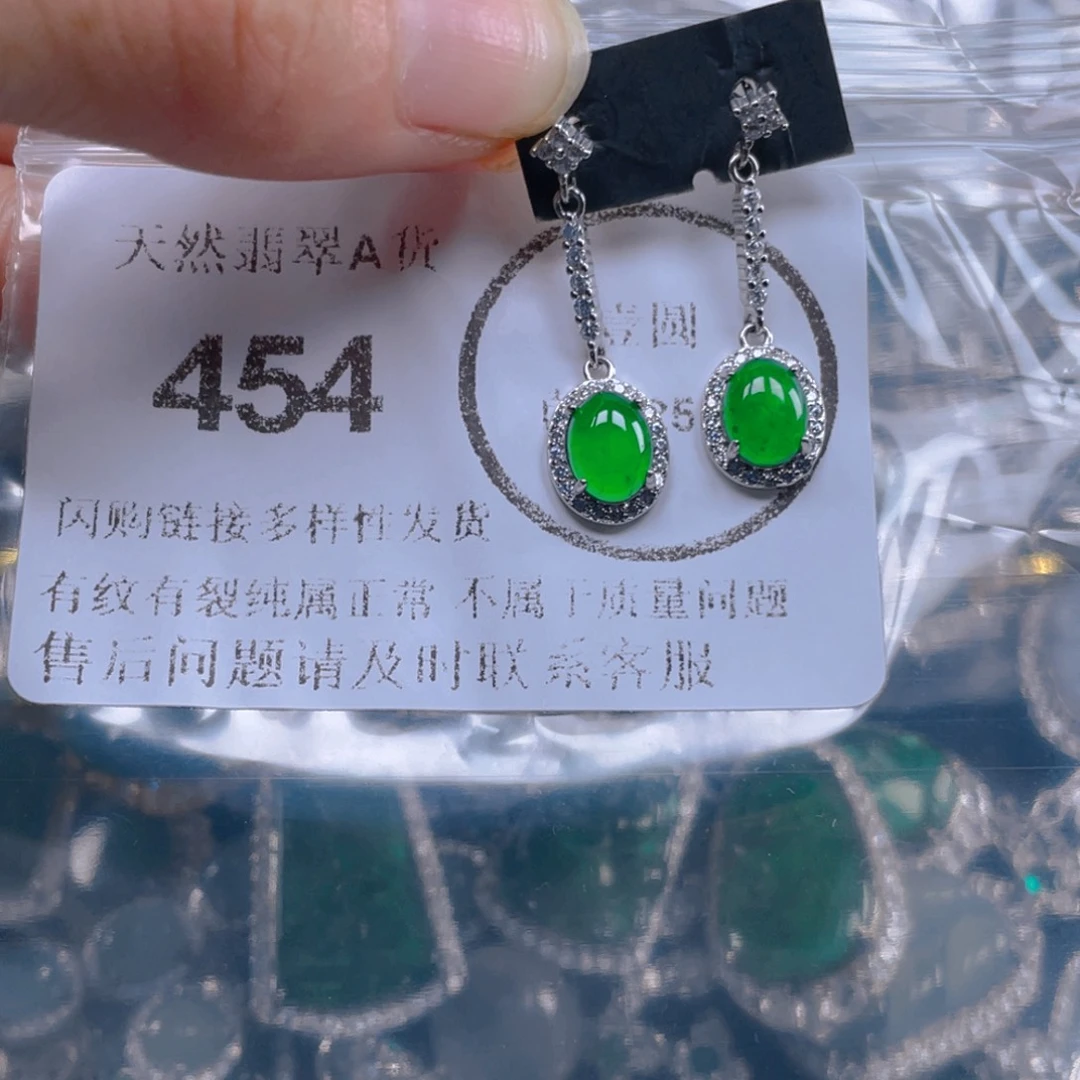 天然翡翠A货
454
圆
5
闪购链接多样性发货
有纹有裂纯属正常 不属于质量问题
售后问题请及时联系客服